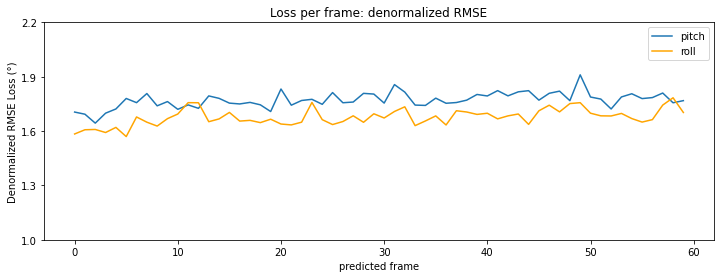 Loss per frame: denormalized RMSE
pitch
roll
Denormalized RMSE Loss (°)
2.2
1.9
1.6
1.3
1.0
0 10 20 30 40 50 60
predicted frame